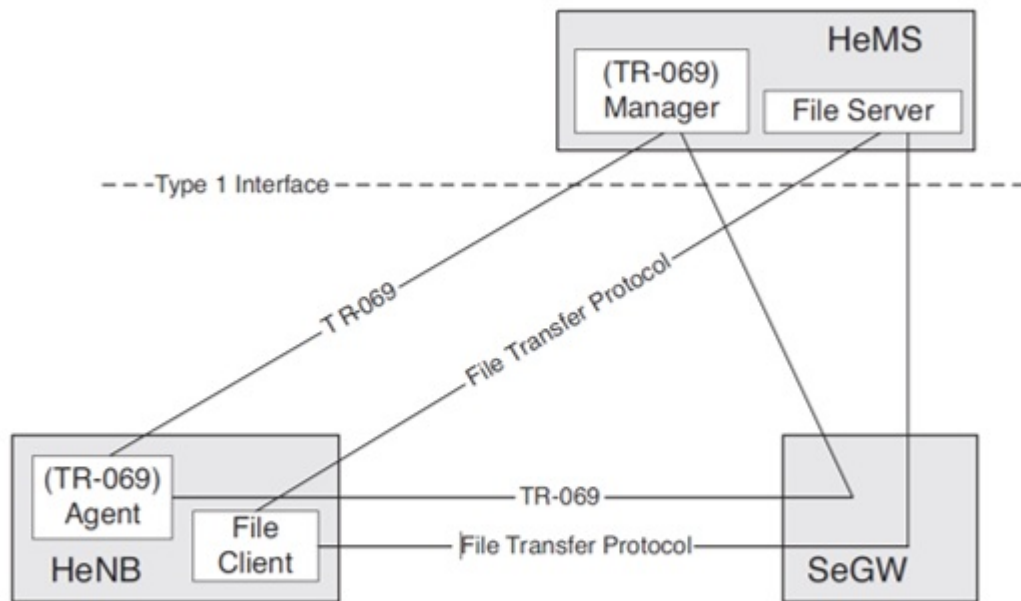 HeMS
(TR-069)
Manager
File Server
Type 1 Interface
TR-069
File Transfer Protocol
(TR-069)
Agent
TR-069
File
Client
File Transfer Protocol
HeNB
SeGW